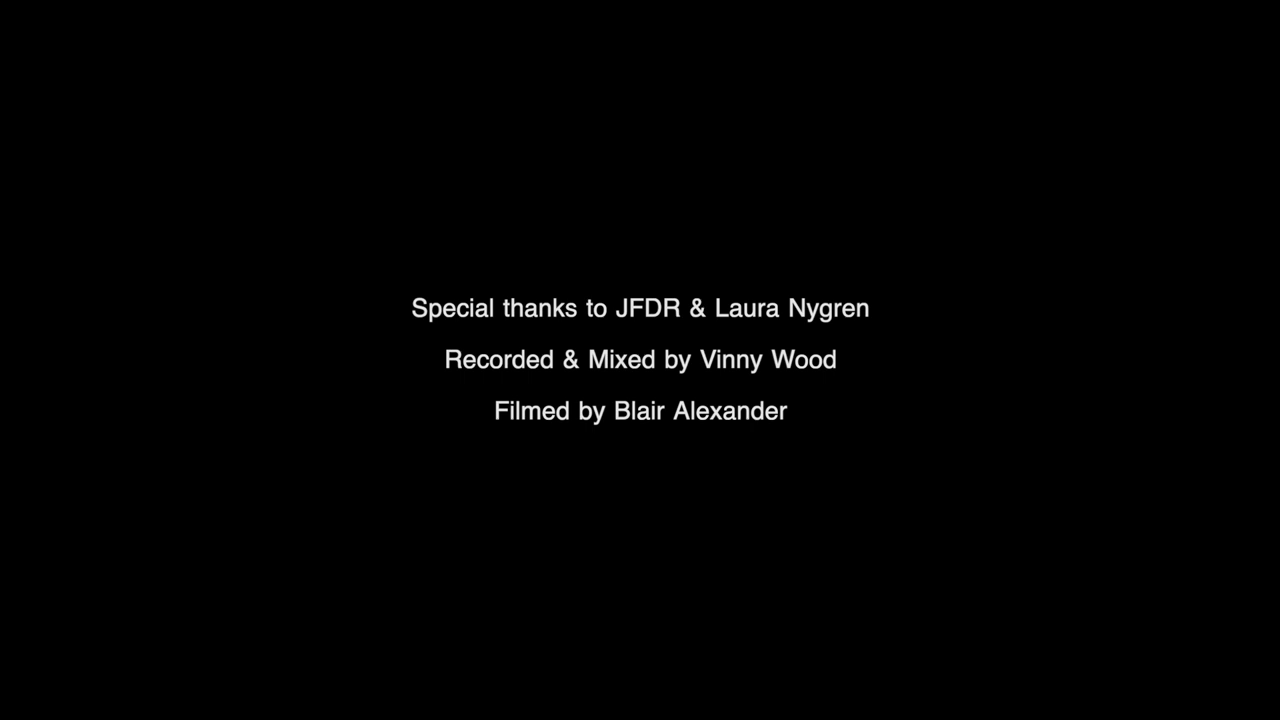 Special thanks to JFDR & Laura Nygren
Recorded & Mixed by Vinny Wood
Filmed by Blair Alexander